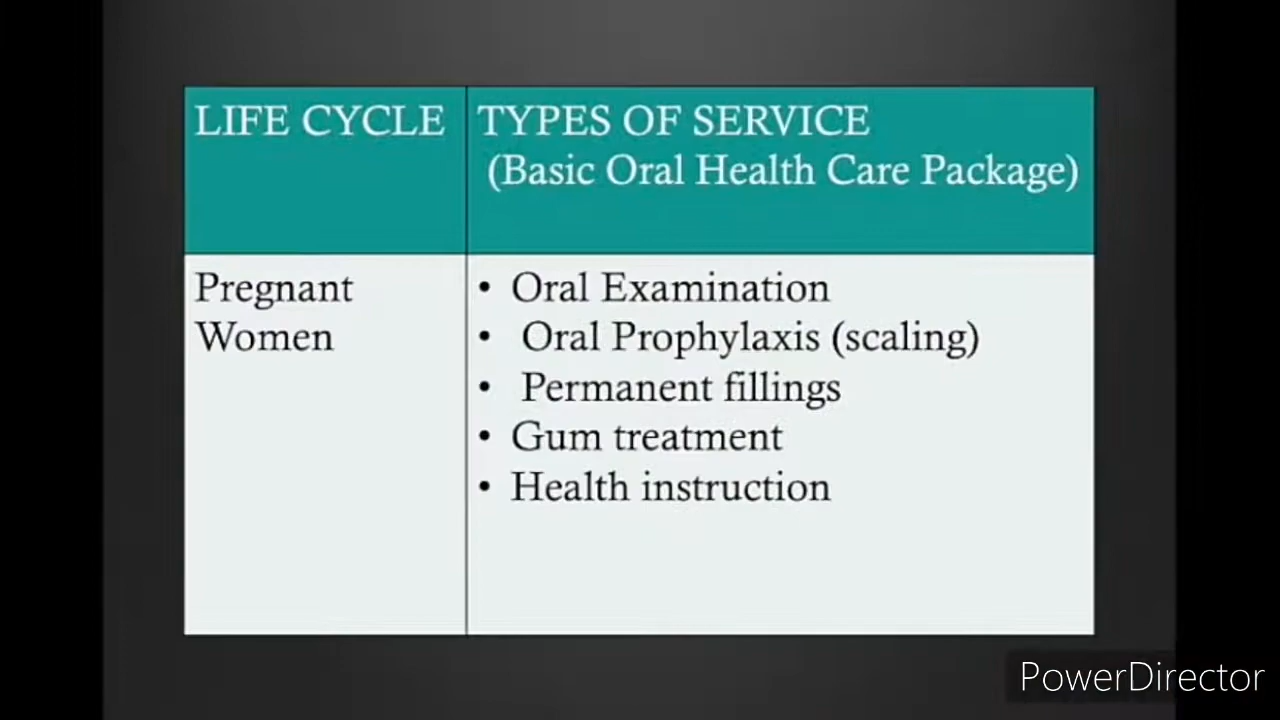 LIFE CYCLE
TYPES OF SERVICE
(Basic Oral Health Care Package)
Pregnant
Women
• Oral Examination
• Oral Prophylaxis (scaling)
• Permanent fillings
• Gum treatment
• Health instruction
PowerDirector